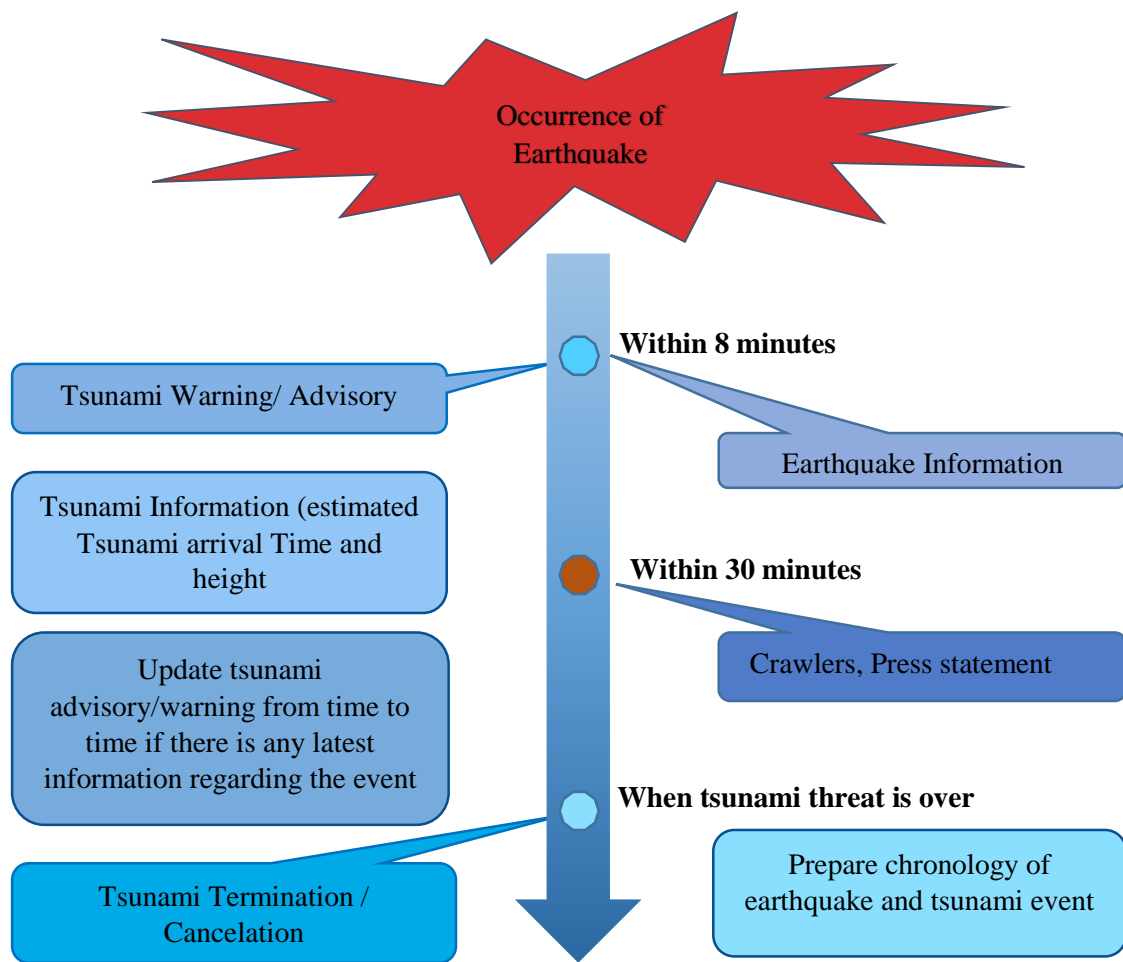 Occurrence of
Earthquake
Within 8 minutes
Tsunami Warning/ Advisory
Earthquake Information
Tsunami Information (estimated
Tsunami arrival Time and
height
Within 30 minutes
Crawlers, Press statement
Update tsunami
advisory/warning from time to
time if there is any latest
information regarding the event
When tsunami threat is over
Tsunami Termination /
Cancelation
Prepare chronology of
earthquake and tsunami event